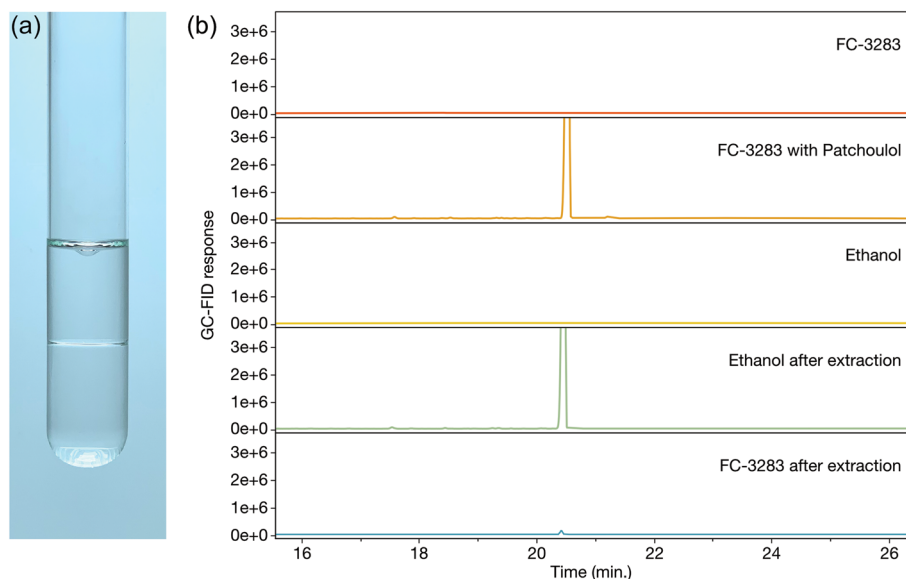 (a)
(b)
GC-FID response
3e+6
2e+6
1e+6
0e+0
FC-3283
3e+6
2e+6
1e+6
0e+0
FC-3283 with Patchoulol
3e+6
2e+6
1e+6
0e+0
Ethanol
3e+6
2e+6
1e+6
0e+0
Ethanol after extraction
3e+6
2e+6
1e+6
0e+0
FC-3283 after extraction
16 18 20 22 24 26
Time (min.)